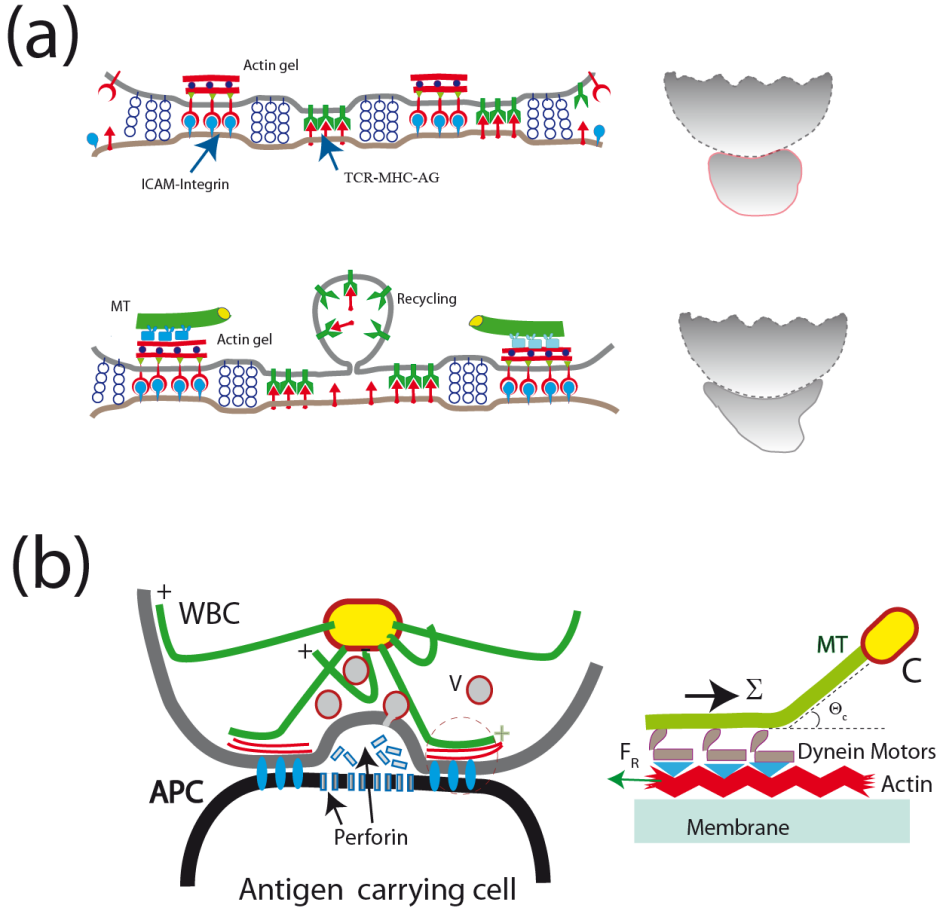 (a)
Actin gel
ICAM-Integrin
TCR-MHC-AG
MT
Actin gel
Recycling
(b)
+
WBC
+
-
V
+
APC
Perforin
Antigen carrying cell
MT
C
Σ
Θc
FR
Dynein Motors
Actin
Membrane